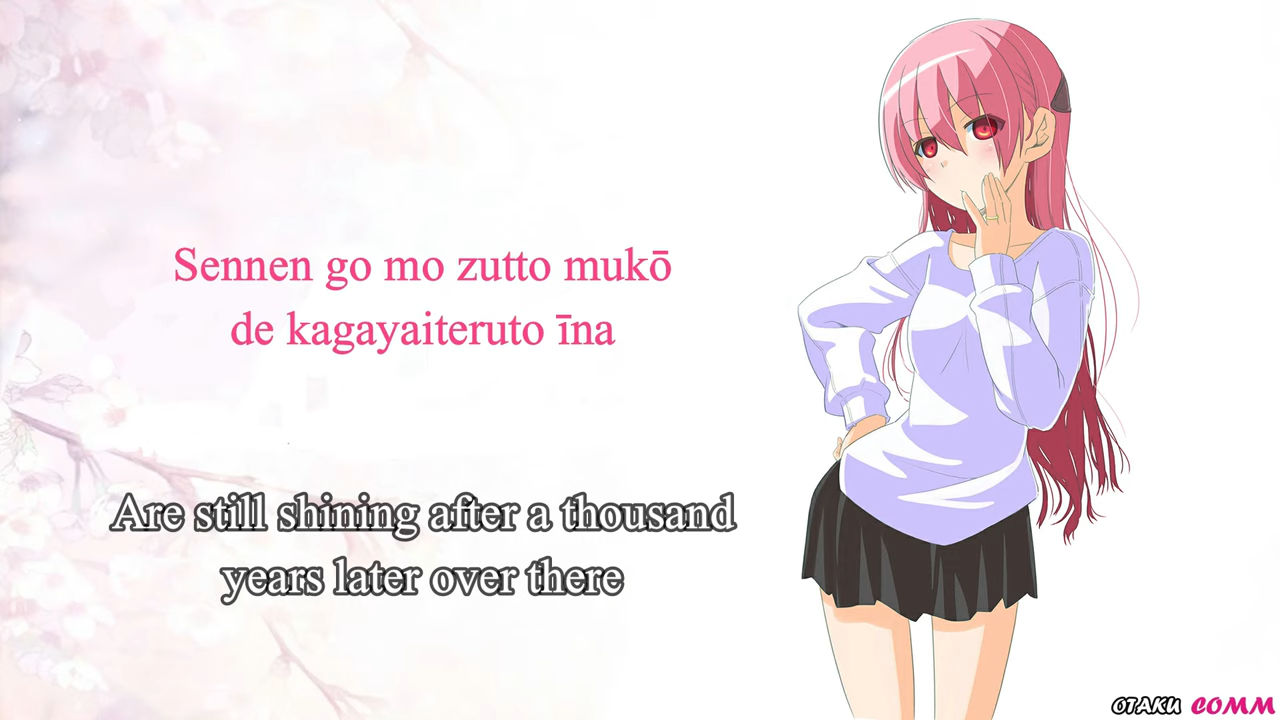 Sennen go mo zutto mukō
de kagayaiteruto īna
Are still shining after a thousand
years later over there
OTAKU COMM